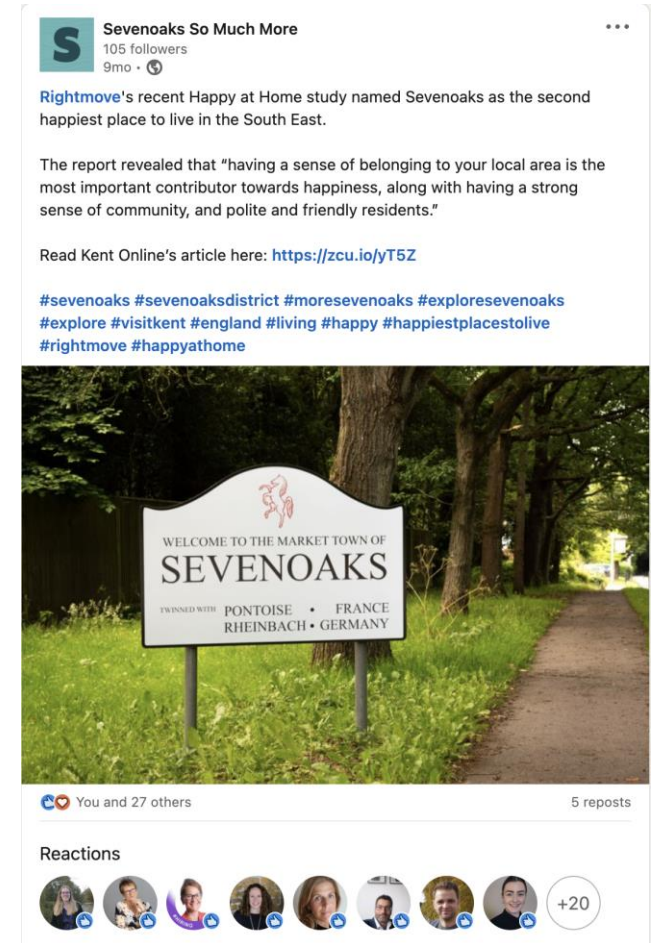 S
Sevenoaks So Much More
105 followers
9mo •
Rightmove's recent Happy at Home study named Sevenoaks as the second
happiest place to live in the South East.
The report revealed that “having a sense of belonging to your local area is the
most important contributor towards happiness, along with having a strong
sense of community, and polite and friendly residents.”
Read Kent Online’s article here: https://zcu.io/yT5Z
#sevenoaks #sevenoaksdistrict #moresevenoaks #exploresevenoaks
#explore #visitkent #england #living #happy #happiestplacestolive
#rightmove #happyathome
WELCOME TO THE MARKET TOWN OF
SEVENOAKS
TWINNED WITH PONTOISE • FRANCE
RHEINBACH • GERMANY
You and 27 others
5 reposts
Reactions
+20